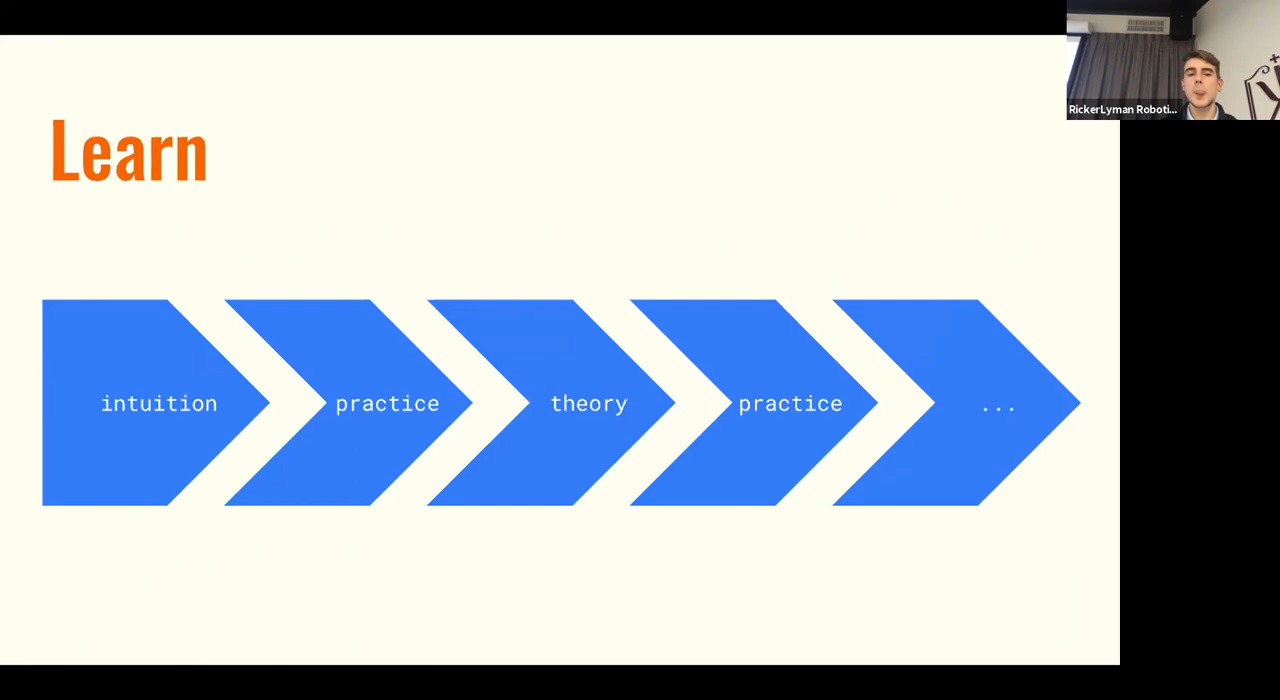 RickerLyman Roboti...
Learn
intuition
practice
theory
practice
...